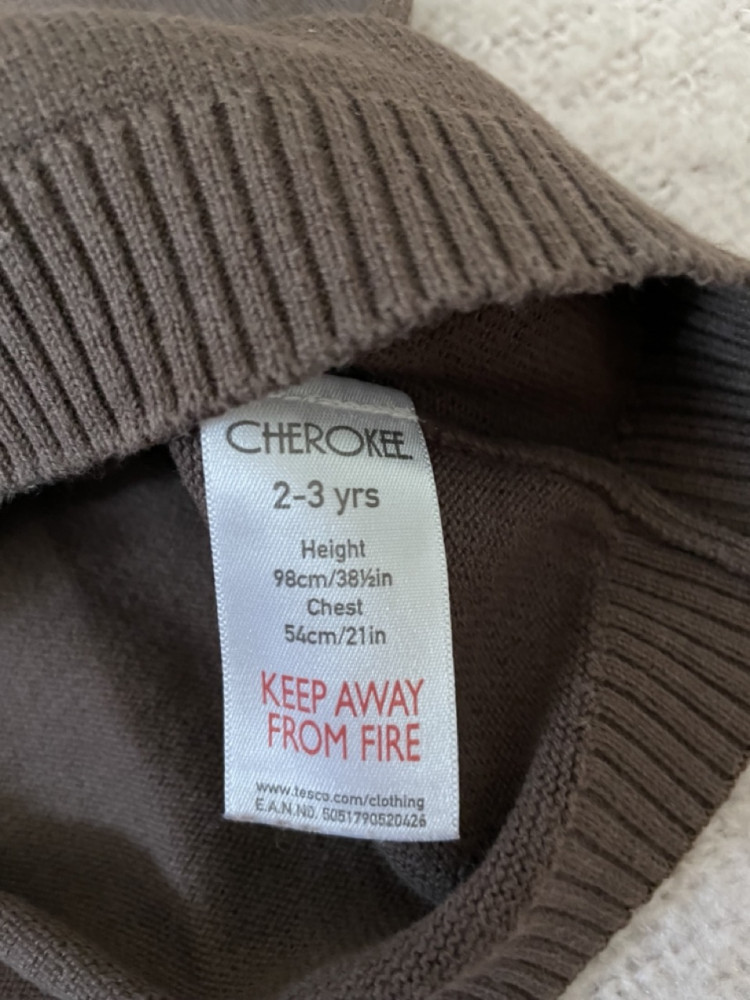 CHEROKEE
2-3 yrs
Height
98cm/38½in
Chest
54cm/21in
KEEP AWAY
FROM FIRE
www.tesco.com/clothing
E.A.N.NO. 5051790520426